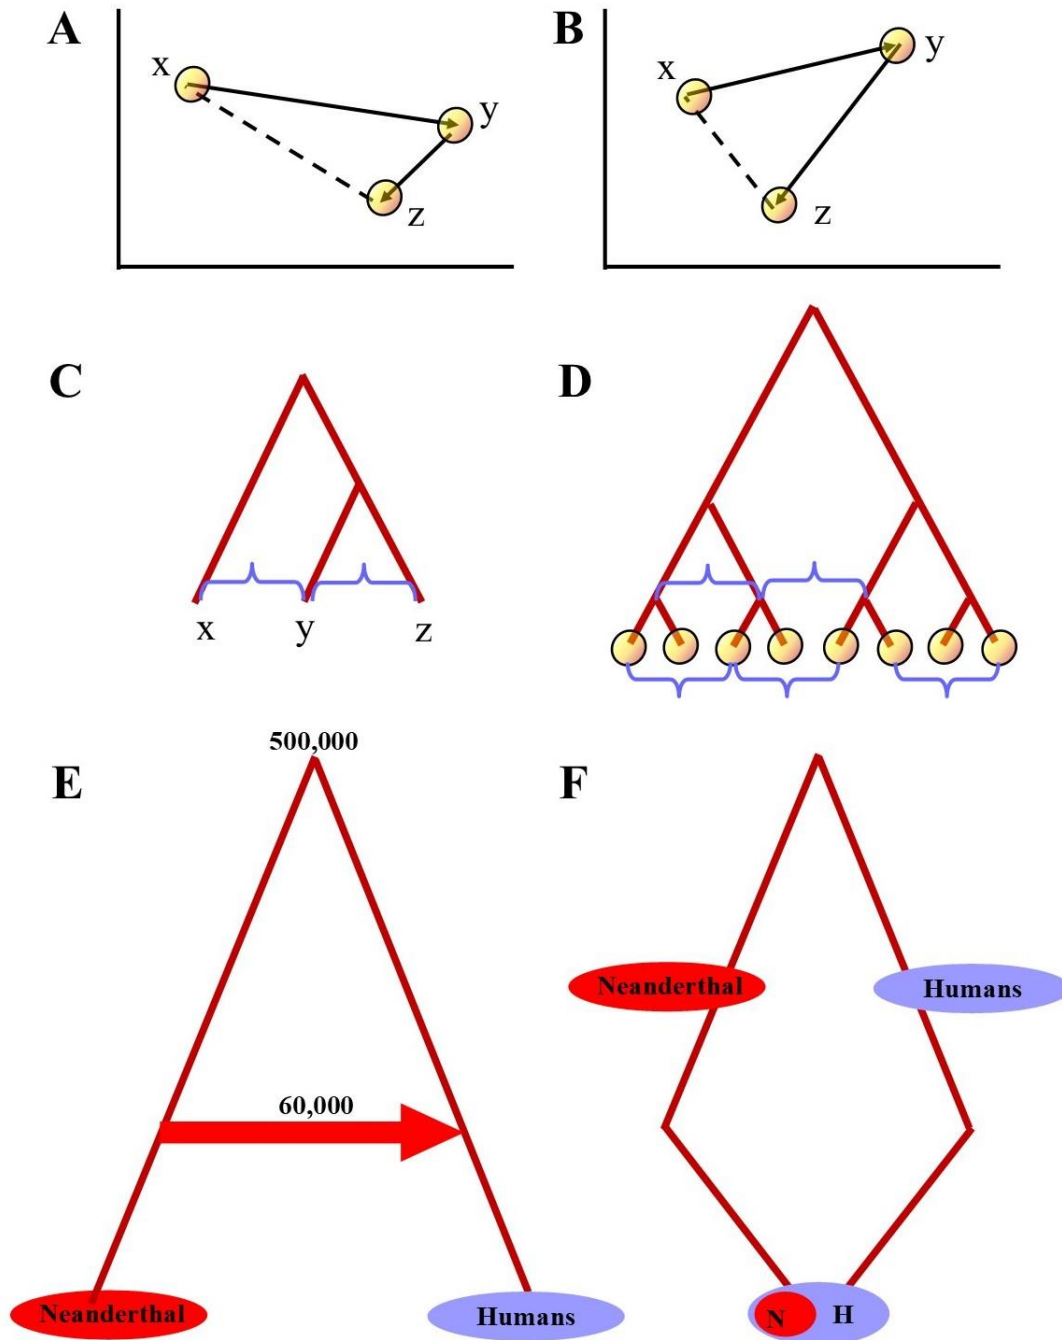 A
x
y
z
B
x
y
z
C
x
y
z
D
E
500,000
60,000
Neanderthal
Humans
F
Neanderthal
Humans
N
H